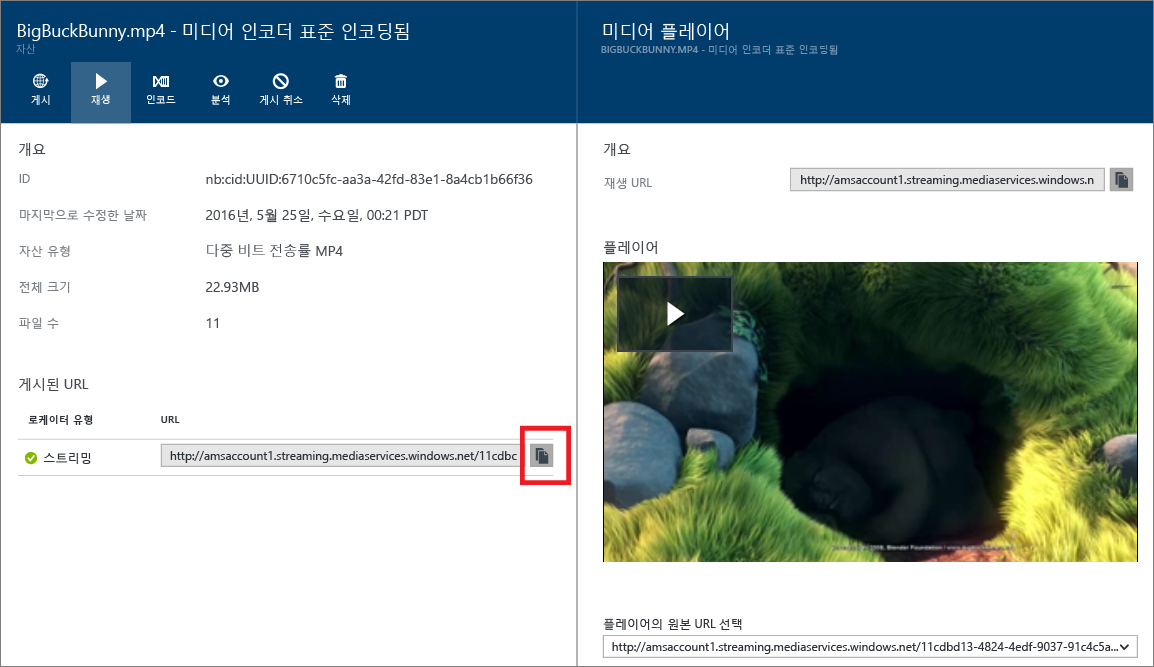 BigBuckBunny.mp4 - 미디어 인코더 표준 인코딩됨
자산
게시
재생
인코드
분석
게시 취소
삭제
개요
ID
nb:cid:UUID:6710c5fc-aa3a-42fd-83e1-8a4cb1b66f36
마지막으로 수정한 날짜
2016년, 5월 25일, 수요일, 00:21 PDT
자산 유형
다중 비트 전송률 MP4
전체 크기
22.93MB
파일 수
11
게시된 URL
로케이터 유형
URL
스트리밍
http://amsaccount1.streaming.mediaservices.windows.net/11cdbc
미디어 플레이어
BIGBUCKBUNNY.MP4 - 미디어 인코더 표준 인코딩됨
개요
재생 URL
http://amsaccount1.streaming.mediaservices.windows.n
플레이어
플레이어의 원본 URL 선택
http://amsaccount1.streaming.mediaservices.windows.net/11cdbd13-4824-4edf-9037-91c4c5a...